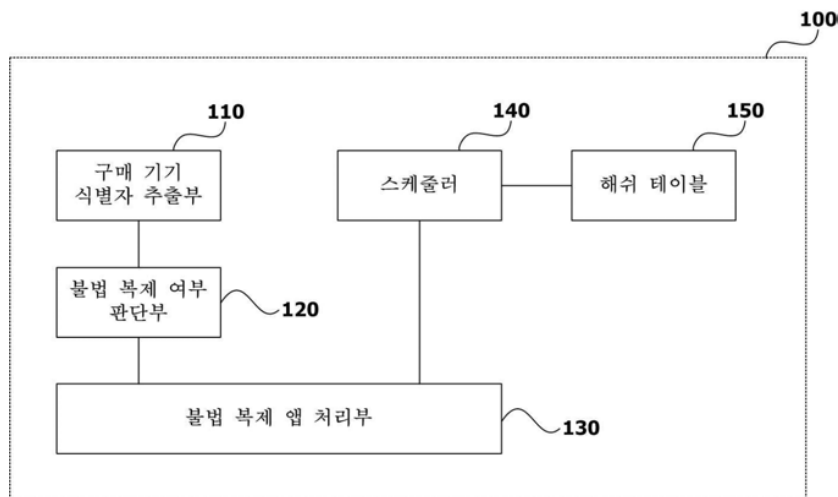 100
110
140
150
구매 기기
식별자 추출부
스케줄러
해쉬 테이블
불법 복제 여부
판단부
120
불법 복제 앱 처리부
130